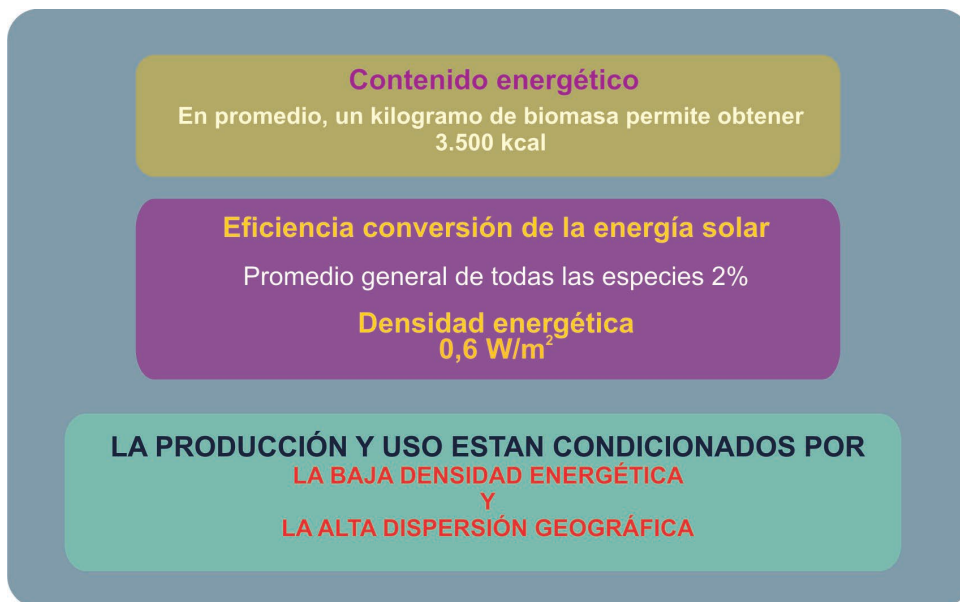 Contenido energético
En promedio, un kilogramo de biomasa permite obtener
3.500 kcal
Eficiencia conversión de la energía solar
Promedio general de todas las especies 2%
Densidad energética
0,6 W/m²
LA PRODUCCIÓN Y USO ESTAN CONDICIONADOS POR
LA BAJA DENSIDAD ENERGÉTICA
Y
LA ALTA DISPERSIÓN GEOGRÁFICA